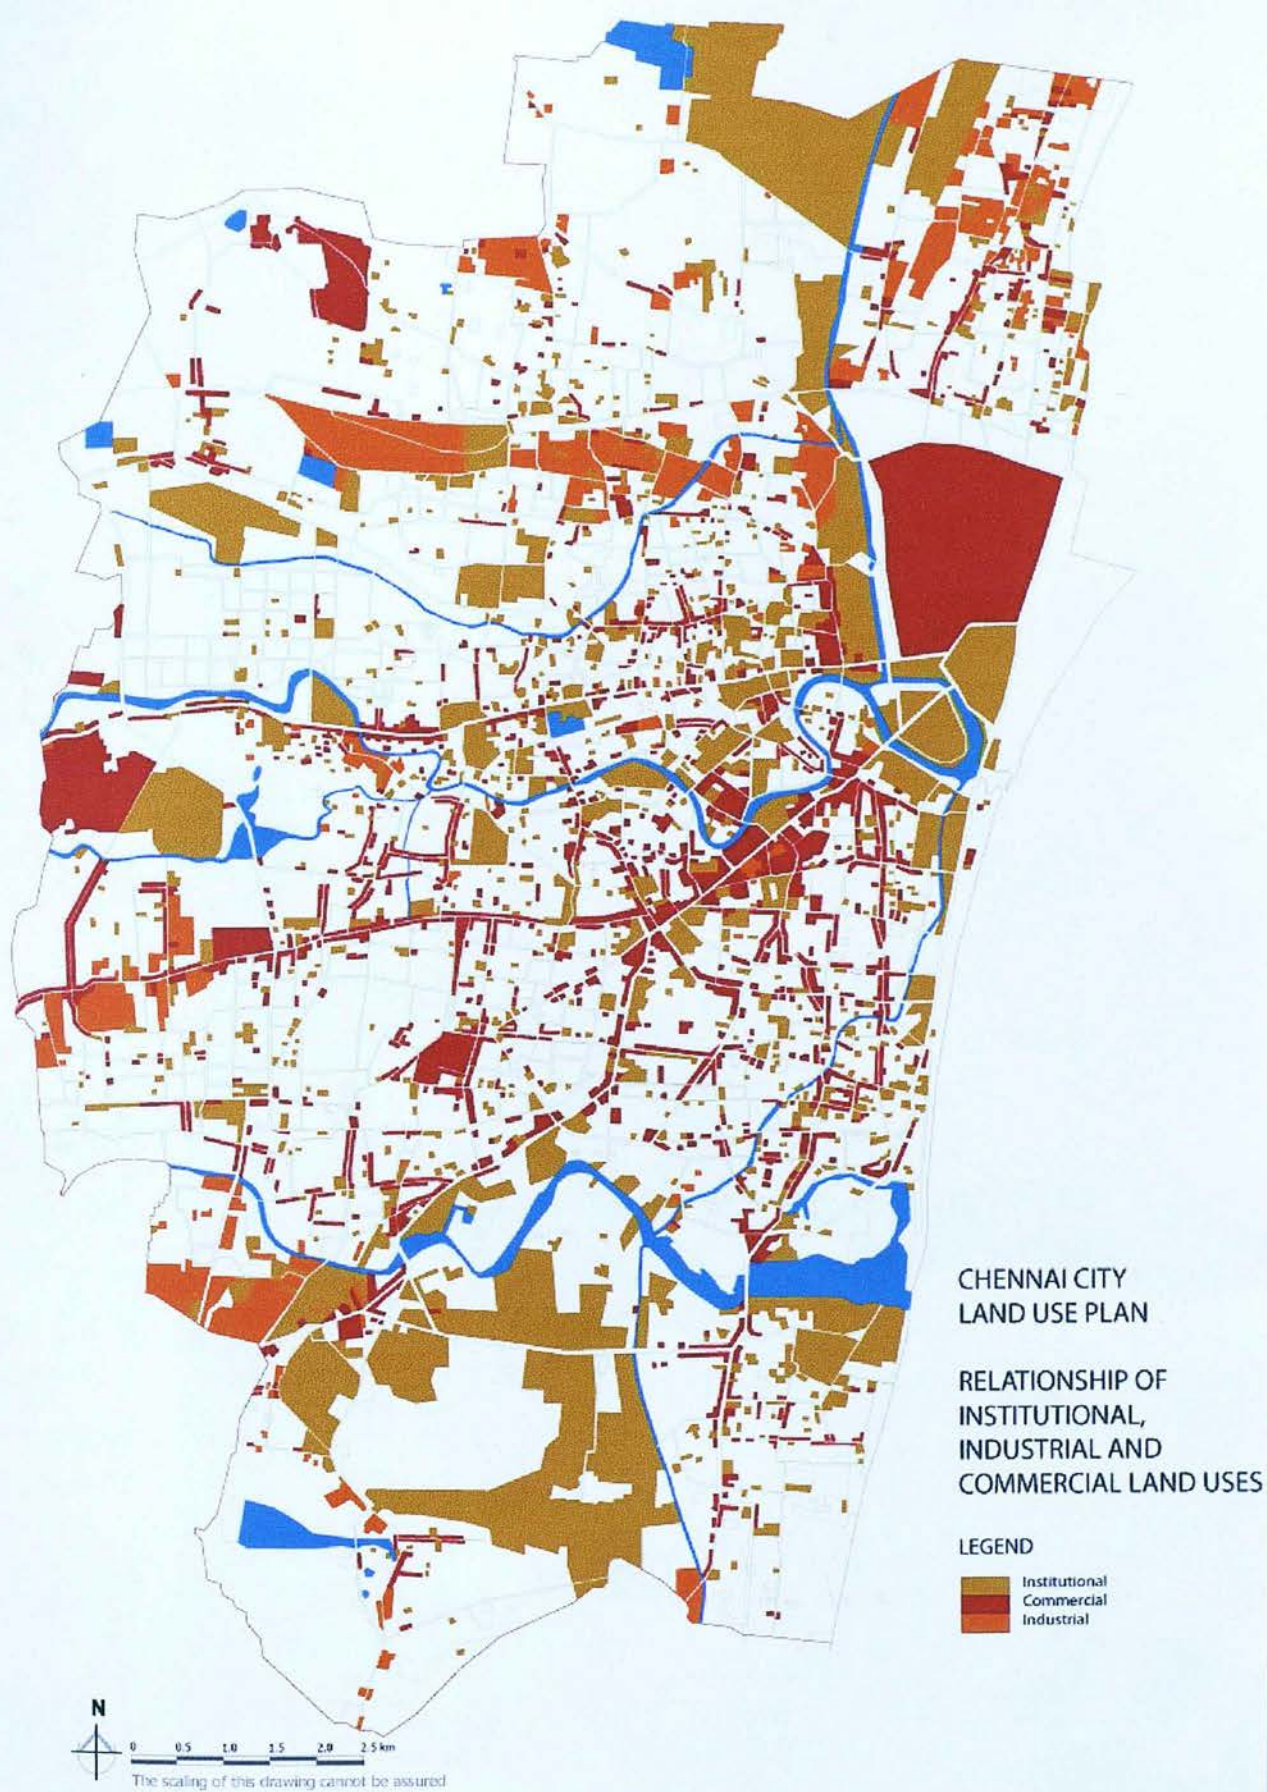 CHENNAI CITY
LAND USE PLAN
RELATIONSHIP OF
INSTITUTIONAL,
INDUSTRIAL AND
COMMERCIAL LAND USES
LEGEND
Institutional
Commercial
Industrial
N
0 0.5 1.0 1.5 2.0 2.5 km
The scaling of this drawing cannot be assured